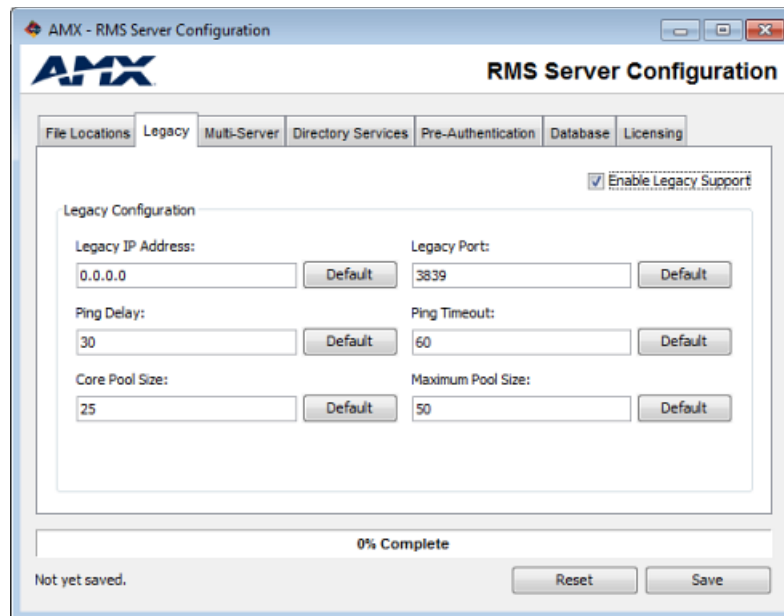 AMX - RMS Server Configuration
AMX
RMS Server Configuration
File Locations Legacy Multi-Server Directory Services Pre-Authentication Database Licensing
Enable Legacy Support
Legacy Configuration
Legacy IP Address: Legacy Port:
0.0.0.0 Default 3839 Default
Ping Delay: Ping Timeout:
30 Default 60 Default
Core Pool Size: Maximum Pool Size:
25 Default 50 Default
0% Complete
Not yet saved. Reset Save